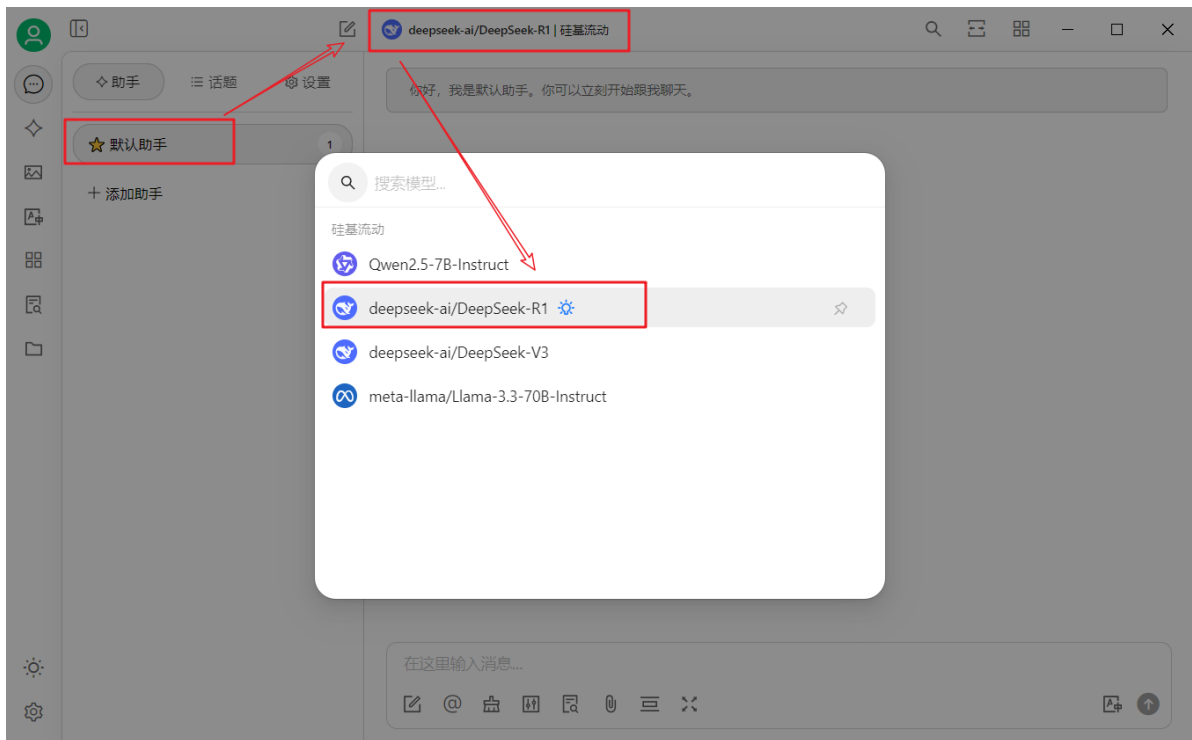 deepseek-ai/DeepSeek-R1 | 硅基流动
助手
话题
设置
你好，我是默认助手。你可以立刻开始跟我聊天。
默认助手
1
添加助手
搜索模型...
硅基流动
Qwen2.5-7B-Instruct
deepseek-ai/DeepSeek-R1
deepseek-ai/DeepSeek-V3
meta-llama/Llama-3.3-70B-Instruct
在这里输入消息...